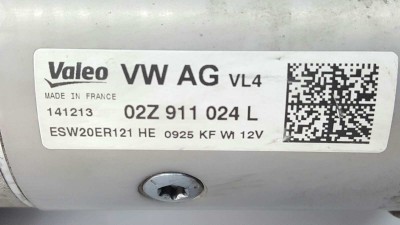 Valeo VW AG VL4
MADE IN FRANCE
141213 02Z 911 024 L
ESW20ER121 HE 0925 KF WI 12V